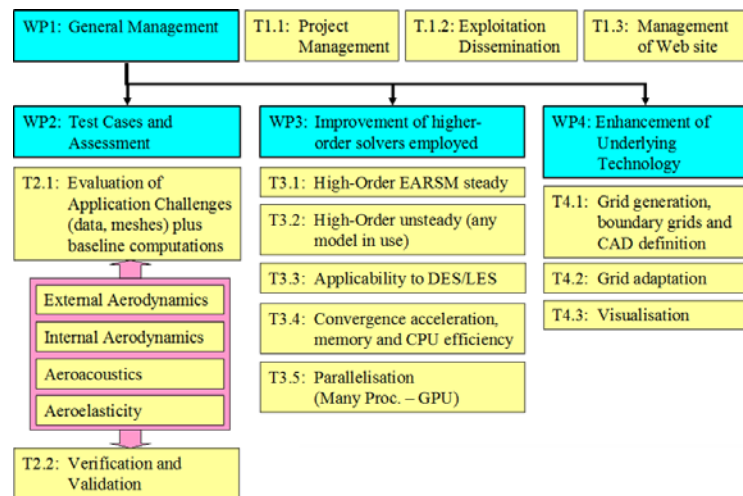 WP1: General Management
T1.1: Project
Management
T.1.2: Exploitation
Dissemination
T1.3: Management
of Web site
WP2: Test Cases and
Assessment
T2.1: Evaluation of
Application Challenges
(data, meshes) plus
baseline computations
External Aerodynamics
Internal Aerodynamics
Aeroacoustics
Aeroelasticity
T2.2: Verification and
Validation
WP3: Improvement of higher-
order solvers employed
T3.1: High-Order EARSM steady
T3.2: High-Order unsteady (any
model in use)
T3.3: Applicability to DES/LES
T3.4: Convergence acceleration,
memory and CPU efficiency
T3.5: Parallelisation
(Many Proc. – GPU)
WP4: Enhancement of
Underlying
Technology
T4.1: Grid generation,
boundary grids and
CAD definition
T4.2: Grid adaptation
T4.3: Visualisation